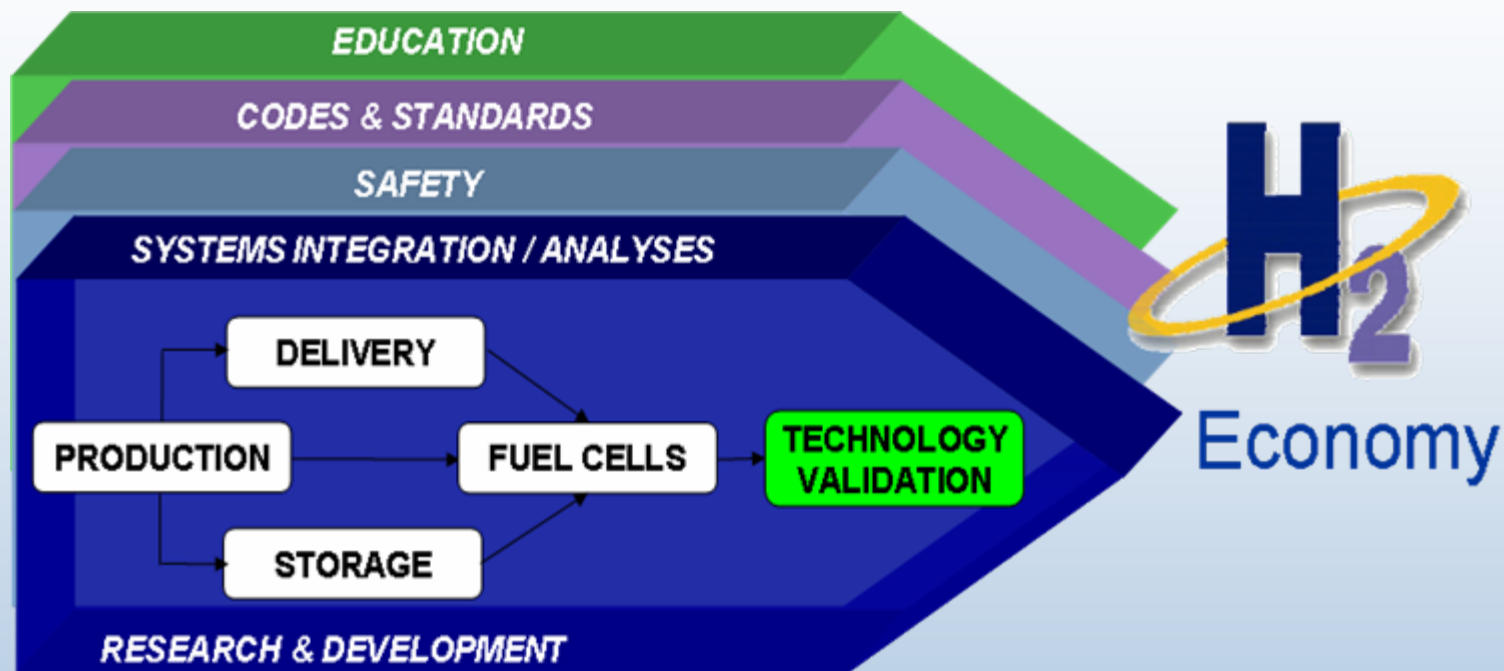 EDUCATION
CODES & STANDARDS
SAFETY
SYSTEMS INTEGRATION / ANALYSES
DELIVERY
PRODUCTION
FUEL CELLS
TECHNOLOGY
VALIDATION
STORAGE
RESEARCH & DEVELOPMENT
H2
Economy